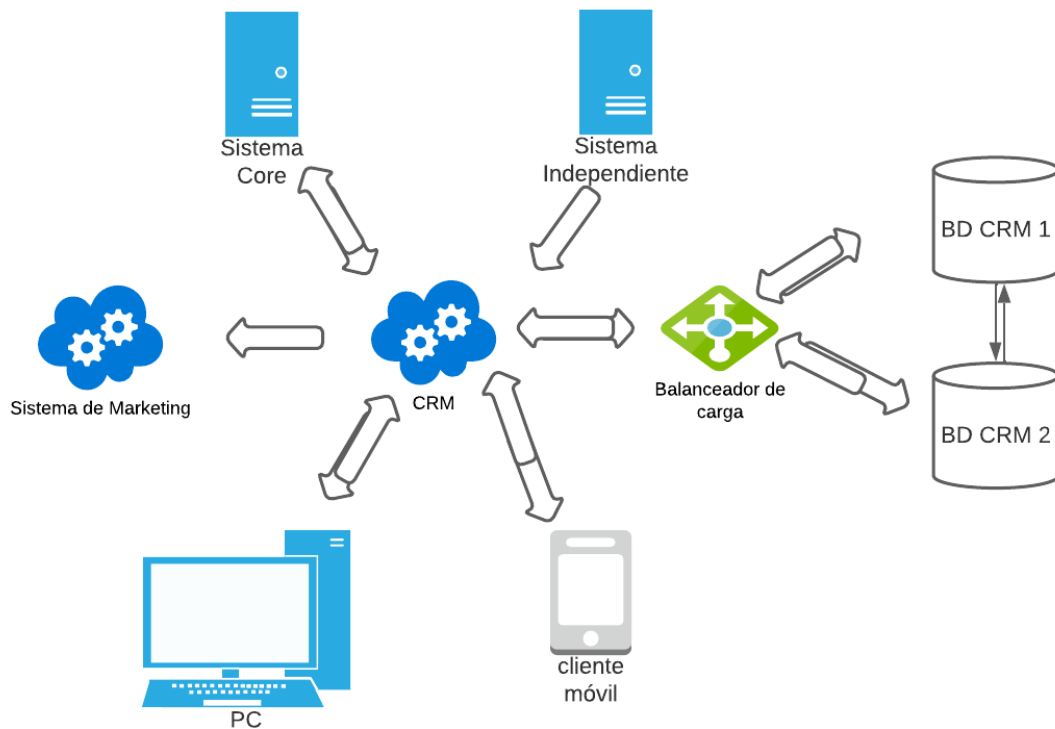 Sistema
Core
Sistema
Independiente
BD CRM 1
Sistema de Marketing
CRM
Balanceador de
carga
BD CRM 2
PC
cliente
móvil